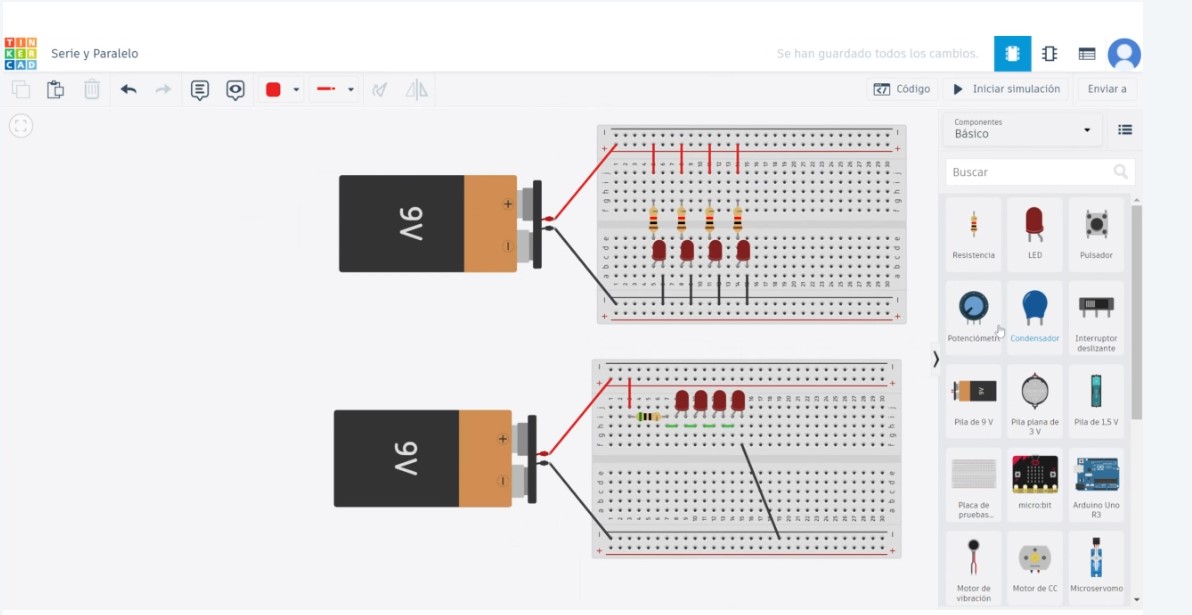 TIN
KER
CAD
Serie y Paralelo
Se han guardado todos los cambios.
Código
Iniciar simulación
Enviar a
Componentes
Básico
Buscar
Resistencia
LED
Pulsador
Potenciómetr
Condensador
Interruptor
deslizante
Pila de 9 V
Pila plana de
3 V
Pila de 1,5 V
Placa de
pruebas...
micro:bit
Arduino Uno
R3
Motor de
vibración
Motor de CC
Microservomo
9V
+
−
9V
+
−